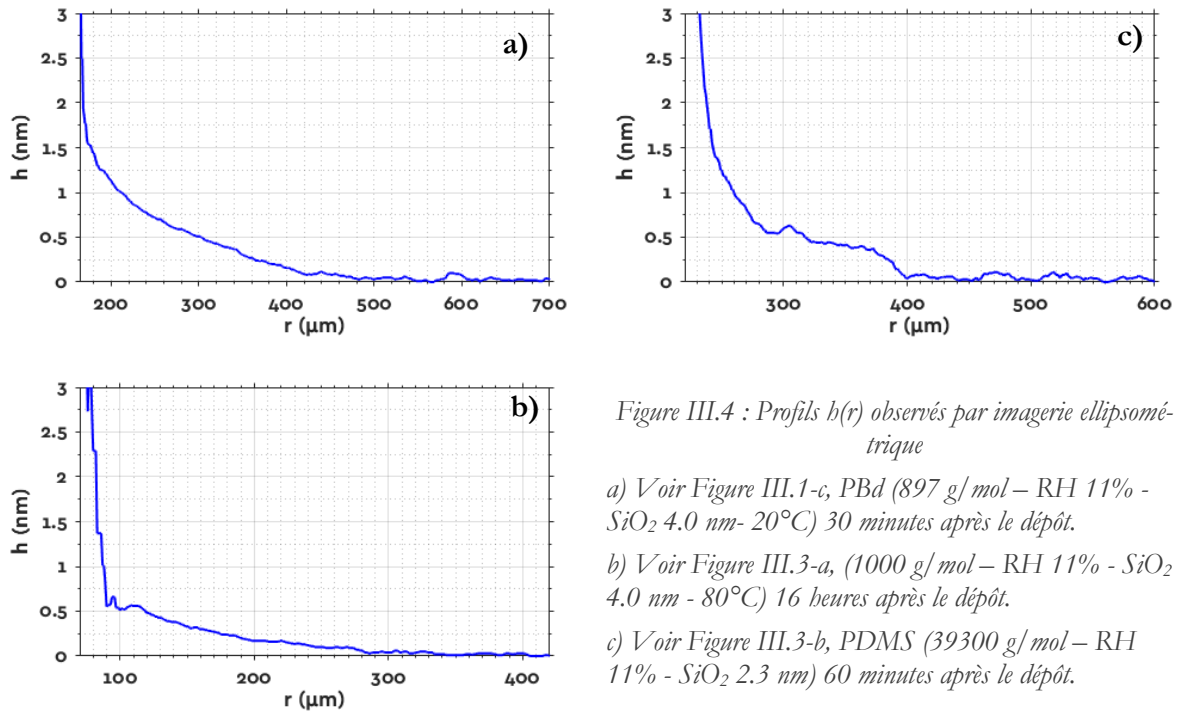 a)
3
2.5
2
1.5
1
0.5
0
h (nm)
200 300 400 500 600 700
r (µm)
c)
3
2.5
2
1.5
1
0.5
0
h (nm)
300 400 500 600
r (µm)
b)
3
2.5
2
1.5
1
0.5
0
h (nm)
100 200 300 400
r (µm)
Figure III.4 : Profils h(r) observés par imagerie ellipsomé-
trique
a) Voir Figure III.1-c, PBd (897 g/mol – RH 11% -
SiO₂ 4.0 nm- 20°C) 30 minutes après le dépôt.
b) Voir Figure III.3-a, (1000 g/mol – RH 11% - SiO₂
4.0 nm - 80°C) 16 heures après le dépôt.
c) Voir Figure III.3-b, PDMS (39300 g/mol – RH
11% - SiO₂ 2.3 nm) 60 minutes après le dépôt.